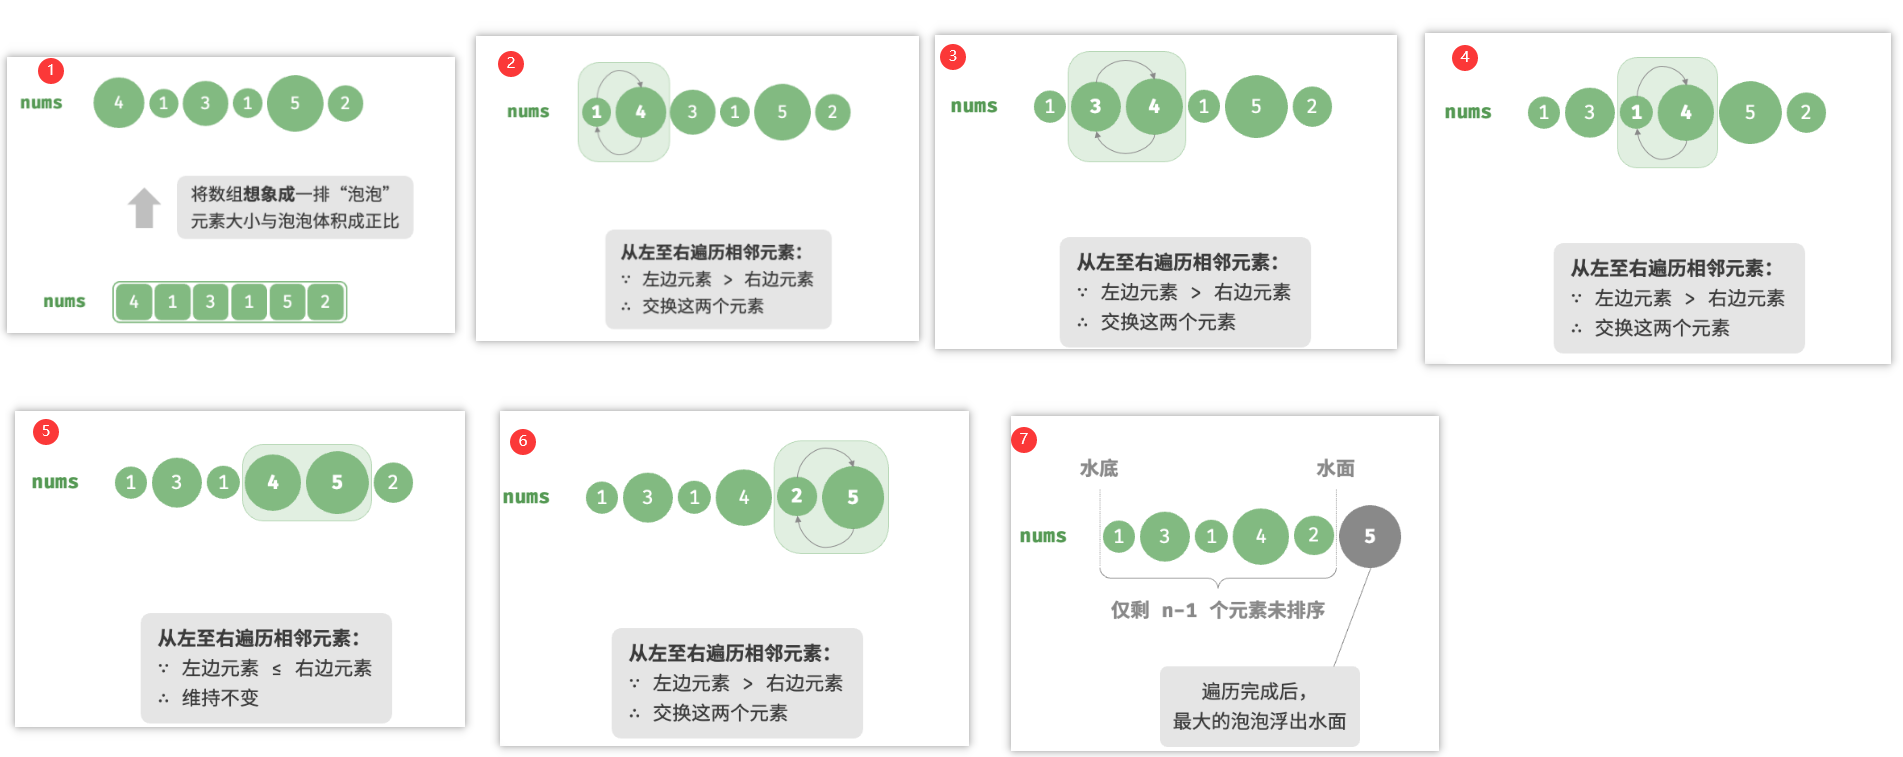 1
nums 4 1 3 1 5 2
将数组想象成一排“泡泡”
元素大小与泡泡体积成正比
nums 4 1 3 1 5 2
2
nums 1 4 3 1 5 2
从左至右遍历相邻元素：
∵ 左边元素 > 右边元素
∴ 交换这两个元素
3
nums 1 3 4 1 5 2
从左至右遍历相邻元素：
∵ 左边元素 > 右边元素
∴ 交换这两个元素
4
nums 1 3 1 4 5 2
从左至右遍历相邻元素：
∵ 左边元素 > 右边元素
∴ 交换这两个元素
5
nums 1 3 1 4 5 2
从左至右遍历相邻元素：
∵ 左边元素 ≤ 右边元素
∴ 维持不变
6
nums 1 3 1 4 2 5
从左至右遍历相邻元素：
∵ 左边元素 > 右边元素
∴ 交换这两个元素
7
水底 水面
nums 1 3 1 4 2 5
仅剩 n-1 个元素未排序
遍历完成后，
最大的泡泡浮出水面